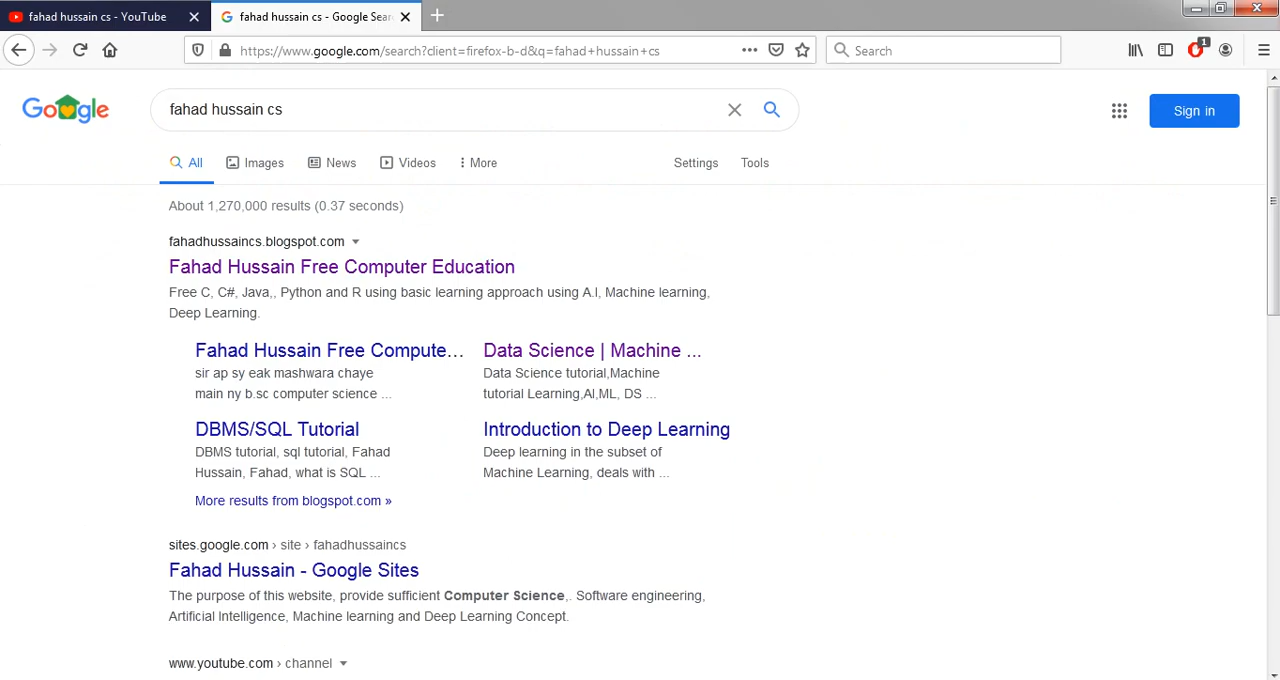 fahad hussain cs - YouTube
fahad hussain cs - Google Sear
https://www.google.com/search?client=firefox-b-d&q=fahad+hussain+cs
Search
1
Google
fahad hussain cs
Sign in
All
Images
News
Videos
More
Settings
Tools
About 1,270,000 results (0.37 seconds)
fahadhussaincs.blogspot.com
Fahad Hussain Free Computer Education
Free C, C#, Java,, Python and R using basic learning approach using A.I, Machine learning,
Deep Learning.
Fahad Hussain Free Compute...
sir ap sy eak mashwara chaye
main ny b.sc computer science ...
Data Science | Machine ...
Data Science tutorial,Machine
tutorial Learning,AI,ML, DS ...
DBMS/SQL Tutorial
DBMS tutorial, sql tutorial, Fahad
Hussain, Fahad, what is SQL ...
Introduction to Deep Learning
Deep learning in the subset of
Machine Learning, deals with ...
More results from blogspot.com »
sites.google.com › site › fahadhussaincs
Fahad Hussain - Google Sites
The purpose of this website, provide sufficient Computer Science,. Software engineering,
Artificial Intelligence, Machine learning and Deep Learning Concept.
www.youtube.com › channel